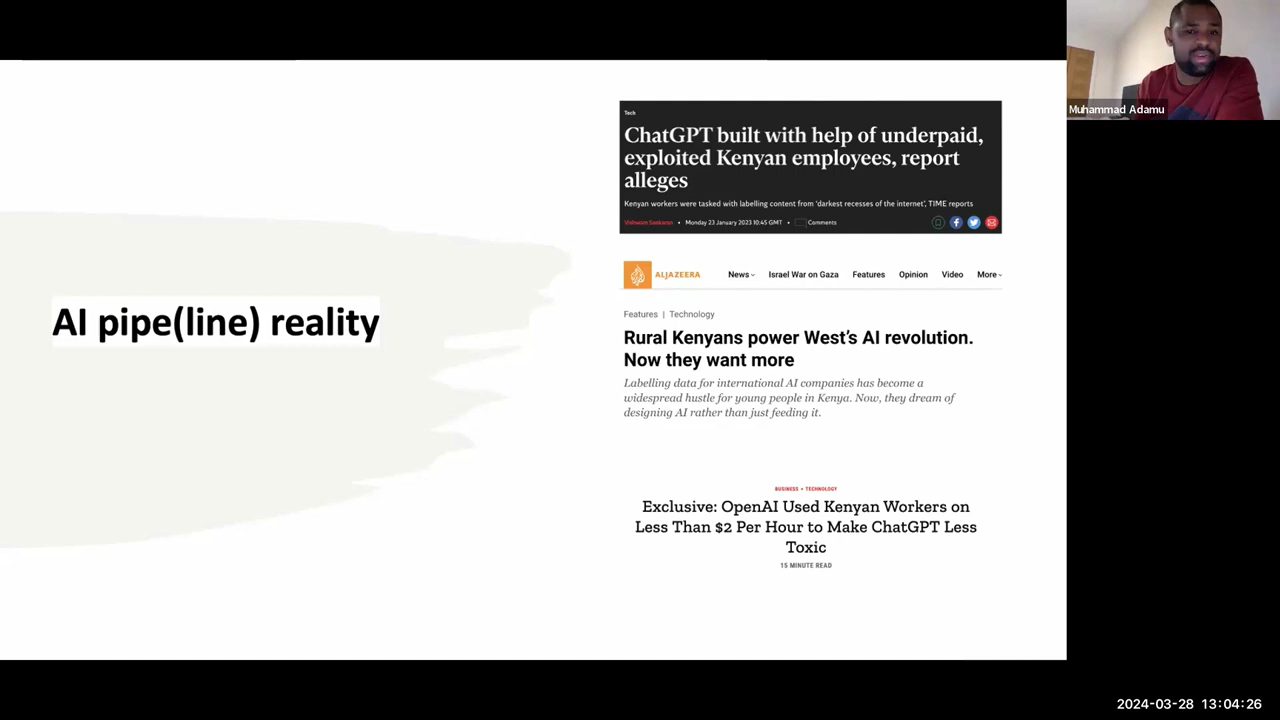 Muhammad Adamu
AI pipe(line) reality
Tech
ChatGPT built with help of underpaid,
exploited Kenyan employees, report
alleges
Kenyan workers were tasked with labelling content from ‘darkest recesses of the internet’, TIME reports
Vishwam Sankaran • Monday 23 January 2023 10:45 GMT • Comments
ALJAZEERA News Israel War on Gaza Features Opinion Video More
Features | Technology
Rural Kenyans power West’s AI revolution.
Now they want more
Labelling data for international AI companies has become a
widespread hustle for young people in Kenya. Now, they dream of
designing AI rather than just feeding it.
BUSINESS • TECHNOLOGY
Exclusive: OpenAI Used Kenyan Workers on
Less Than $2 Per Hour to Make ChatGPT Less
Toxic
15 MINUTE READ
2024-03-28 13:04:26